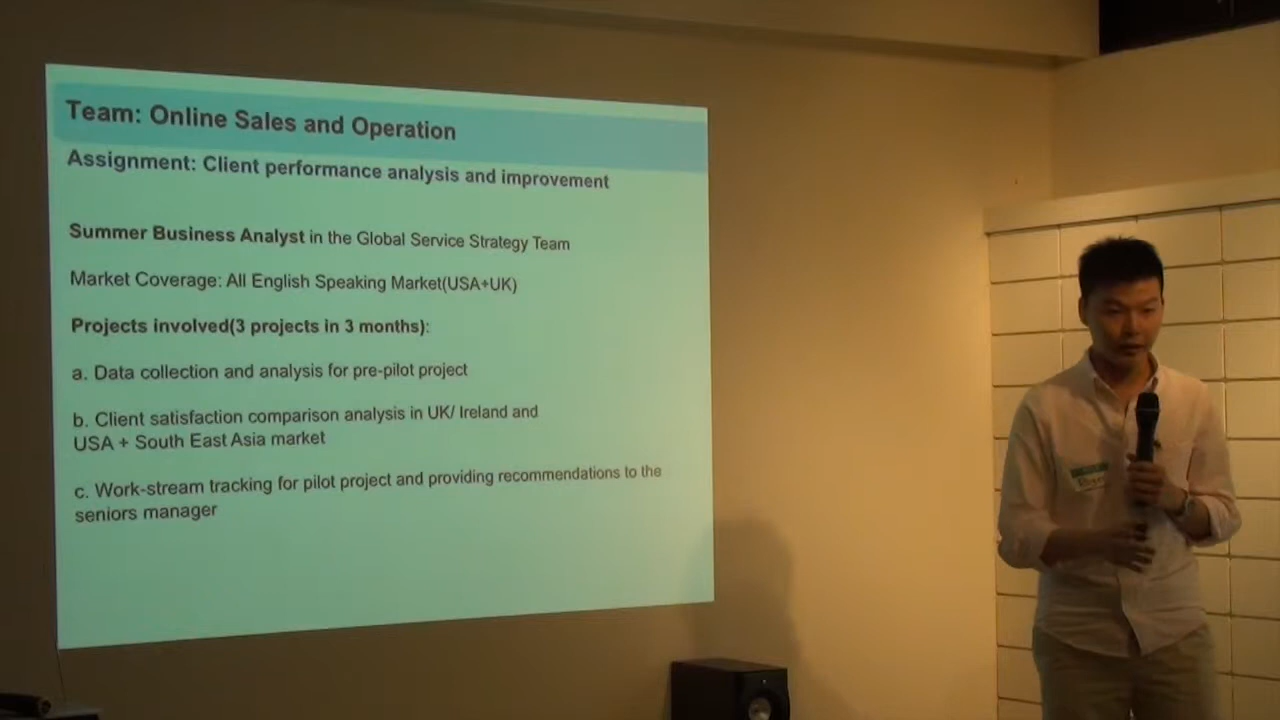 Team: Online Sales and Operation
Assignment: Client performance analysis and improvement
Summer Business Analyst in the Global Service Strategy Team
Market Coverage: All English Speaking Market(USA+UK)
Projects involved(3 projects in 3 months):
a. Data collection and analysis for pre-pilot project
b. Client satisfaction comparison analysis in UK/ Ireland and
USA + South East Asia market
c. Work-stream tracking for pilot project and providing recommendations to the
seniors manager